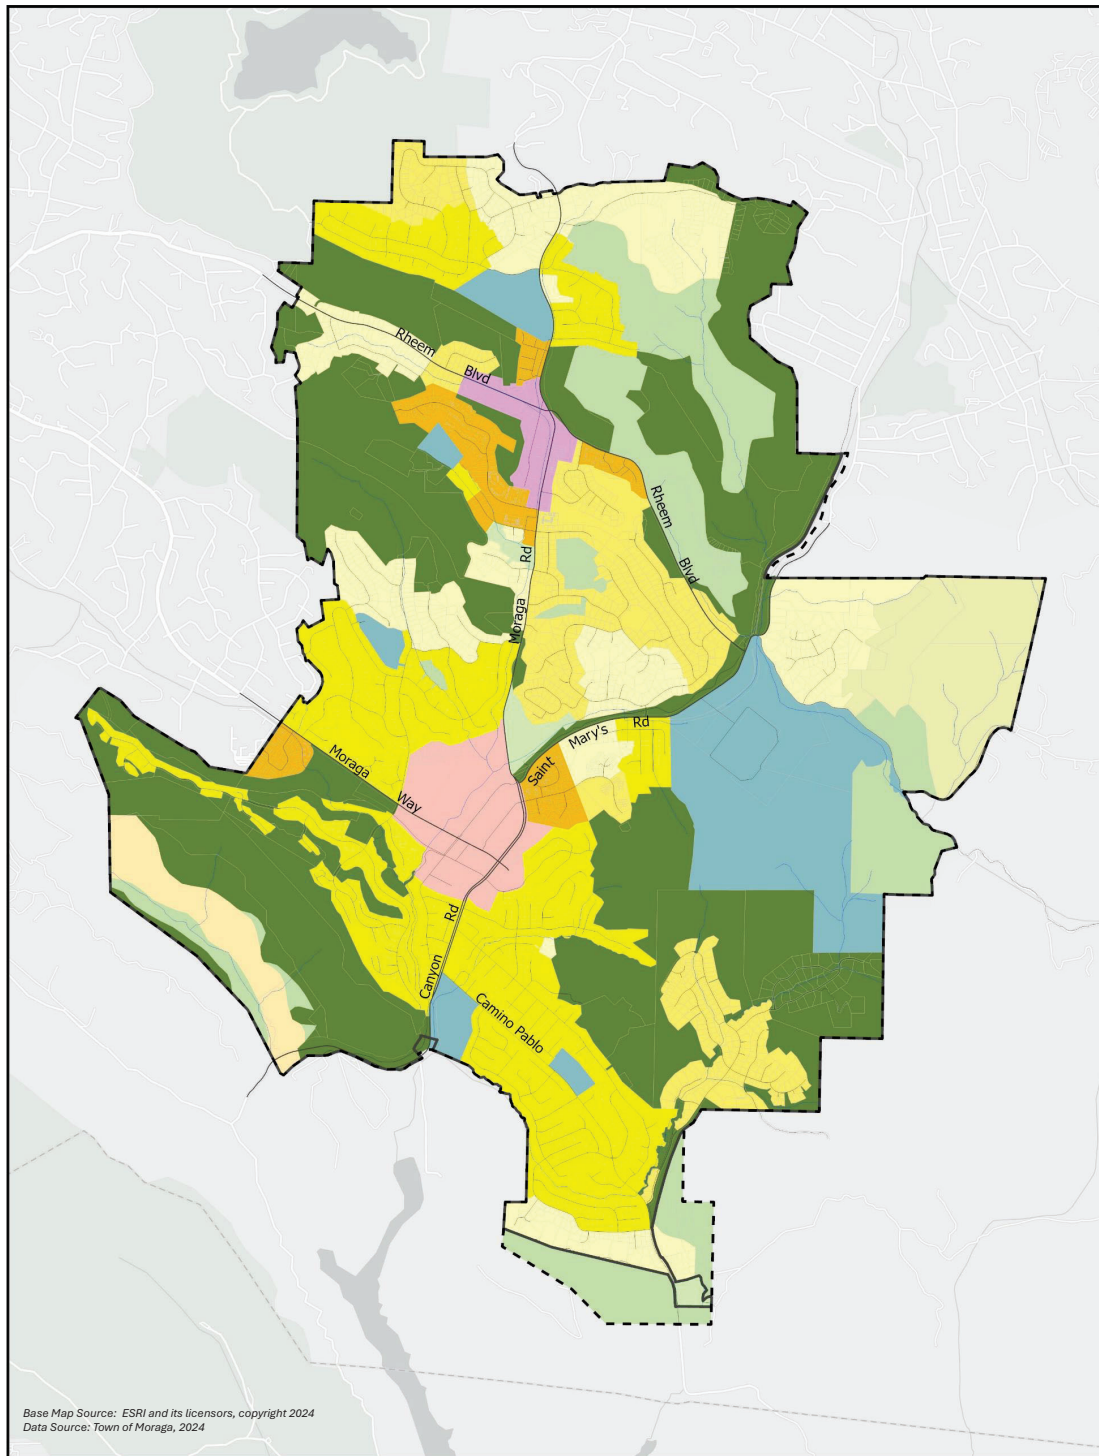 Rheem
Blvd
Rheem
Blvd
Moraga
Rd
Saint
Mary's
Rd
Moraga
Way
Canyon
Rd
Camino Pablo
Base Map Source: ESRI and its licensors, copyright 2024
Data Source: Town of Moraga, 2024